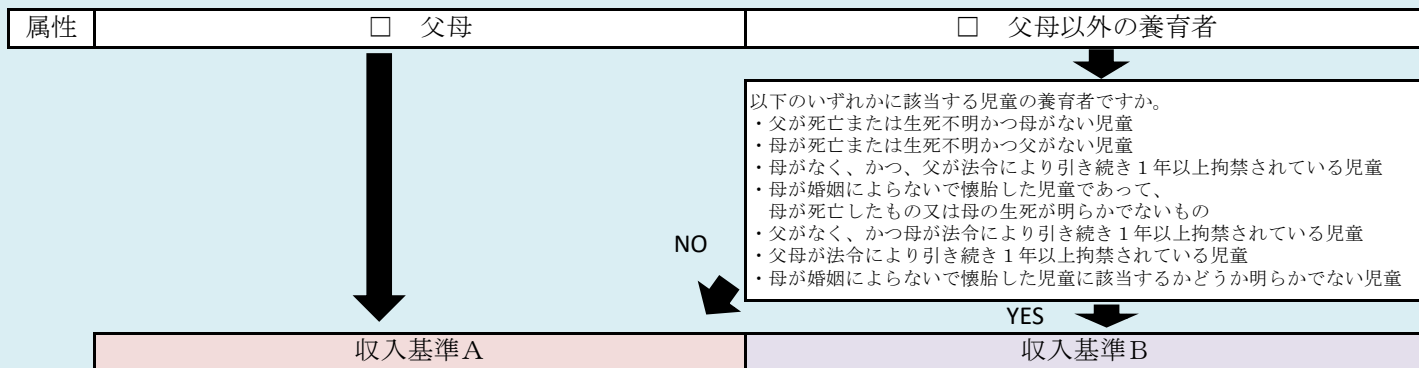 属性
□ 父母
□ 父母以外の養育者
以下のいずれかに該当する児童の養育者ですか。
・父が死亡または生死不明かつ母がない児童
・母が死亡または生死不明かつ父がない児童
・母がなく、かつ、父が法令により引き続き１年以上拘禁されている児童
・母が婚姻によらないで懐胎した児童であって、
母が死亡したもの又は母の生死が明らかでないもの
・父がなく、かつ母が法令により引き続き１年以上拘禁されている児童
・父母が法令により引き続き１年以上拘禁されている児童
・母が婚姻によらないで懐胎した児童に該当するかどうか明らかでない児童
NO
YES
収入基準Ａ
収入基準Ｂ